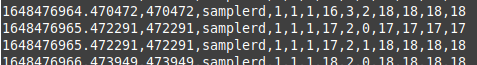 1648476964.470472,470472,samplerd,1,1,1,16,3,2,18,18,18,18
1648476965.472291,472291,samplerd,1,1,1,17,2,0,17,17,17,17
1648476965.472291,472291,samplerd,1,1,1,17,2,1,18,18,18,18
1648476966.473949,473949,samplerd,1,1,1,18,2,0,18,18,18,18